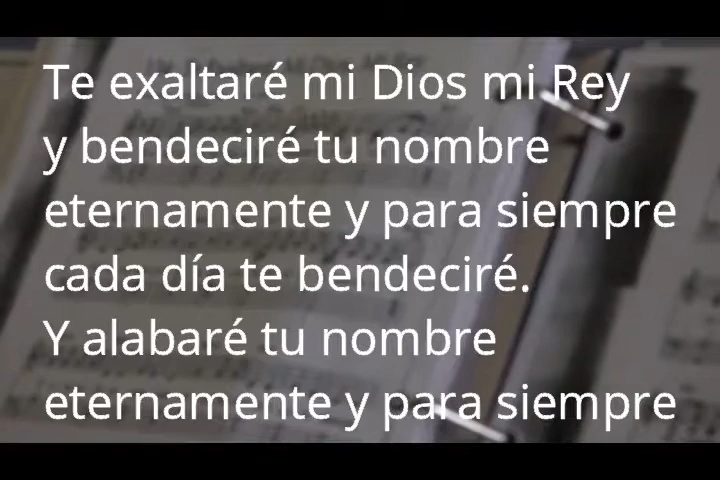 Te exaltaré mi Dios mi Rey
y bendeciré tu nombre
eternamente y para siempre
cada día te bendeciré.
Y alabaré tu nombre
eternamente y para siempre